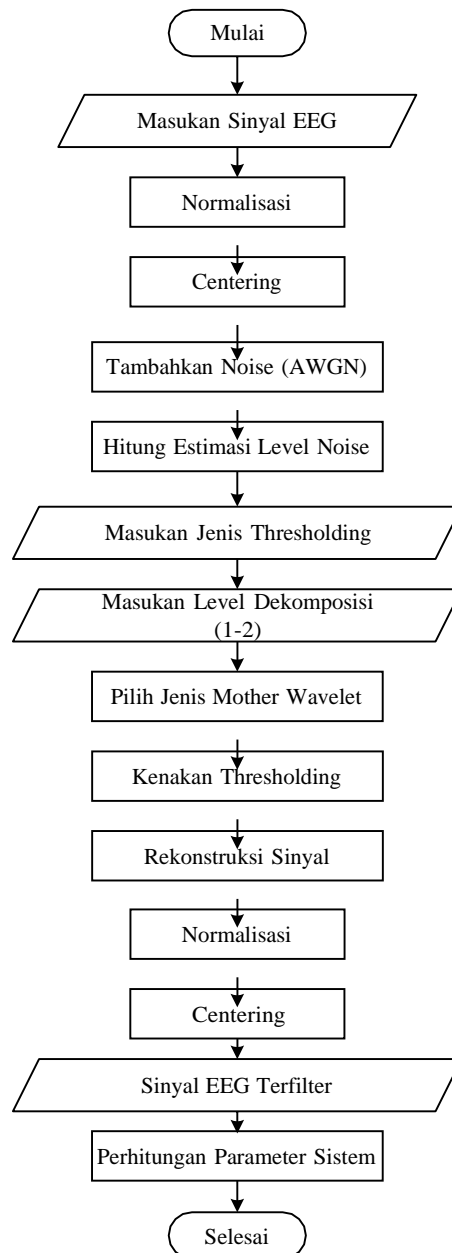 Mulai
Masukan Sinyal EEG
Normalisasi
Centering
Tambahkan Noise (AWGN)
Hitung Estimasi Level Noise
Masukan Jenis Thresholding
Masukan Level Dekomposisi
(1-2)
Pilih Jenis Mother Wavelet
Kenakan Thresholding
Rekonstruksi Sinyal
Normalisasi
Centering
Sinyal EEG Terfilter
Perhitungan Parameter Sistem
Selesai